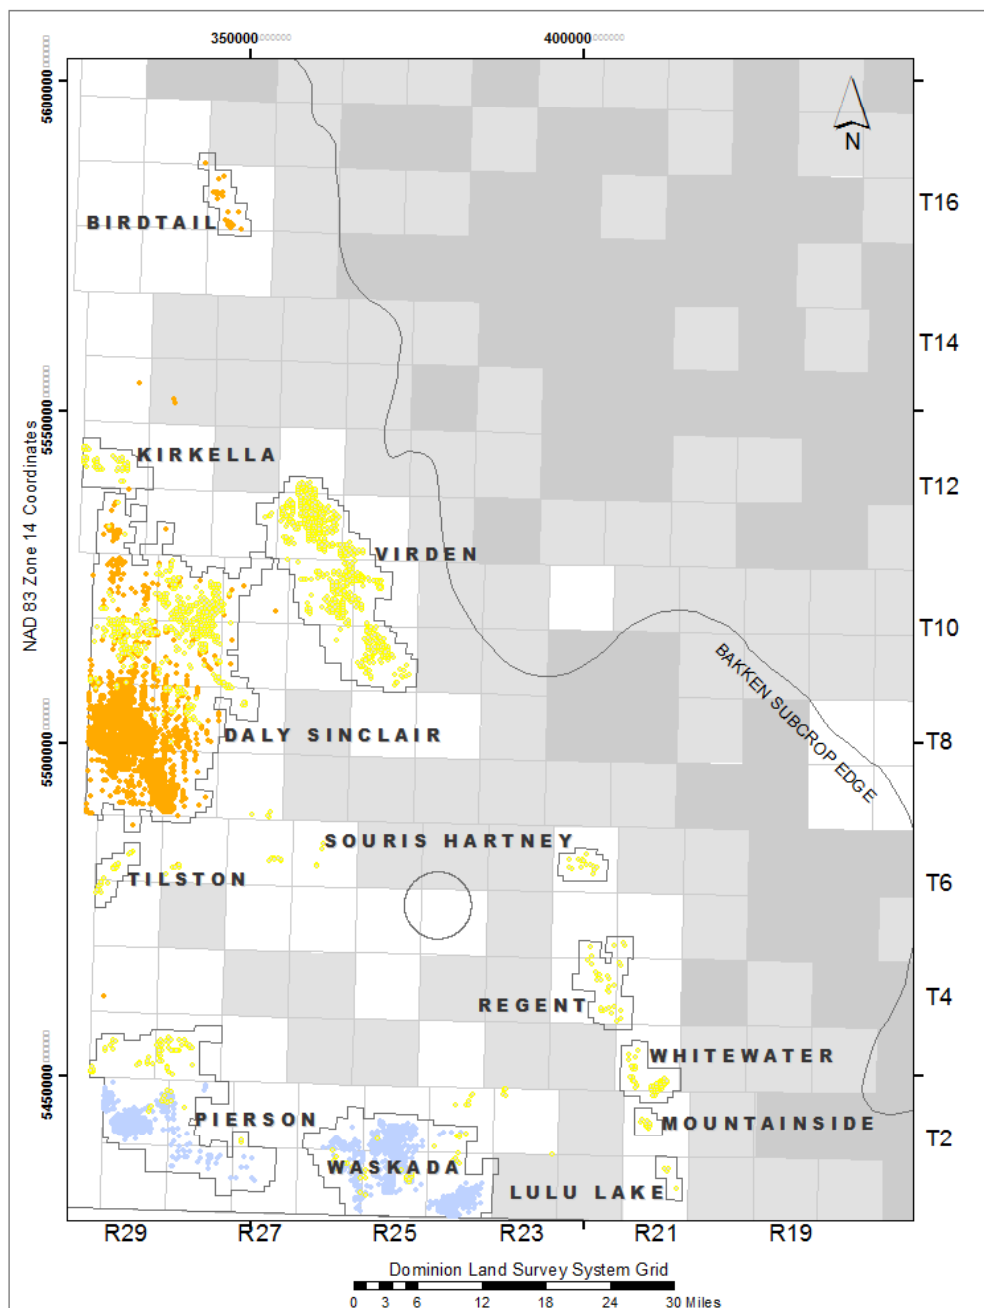 350000
400000
5600000
N
BIRDTAIL
T16
T14
5550000
NAD 83 Zone 14 Coordinates
KIRKELLA
T12
VIRDEN
T10
BAKKEN SUBCROP EDGE
DALY SINCLAIR
T8
5500000
SOURIS HARTNEY
TILSTON
T6
REGENT
T4
WHITEWATER
5450000
PIERSON
MOUNTAINSIDE
T2
WASKADA
LULU LAKE
R29 R27 R25 R23 R21 R19
Dominion Land Survey System Grid
0 3 6 12 18 24 30 Miles